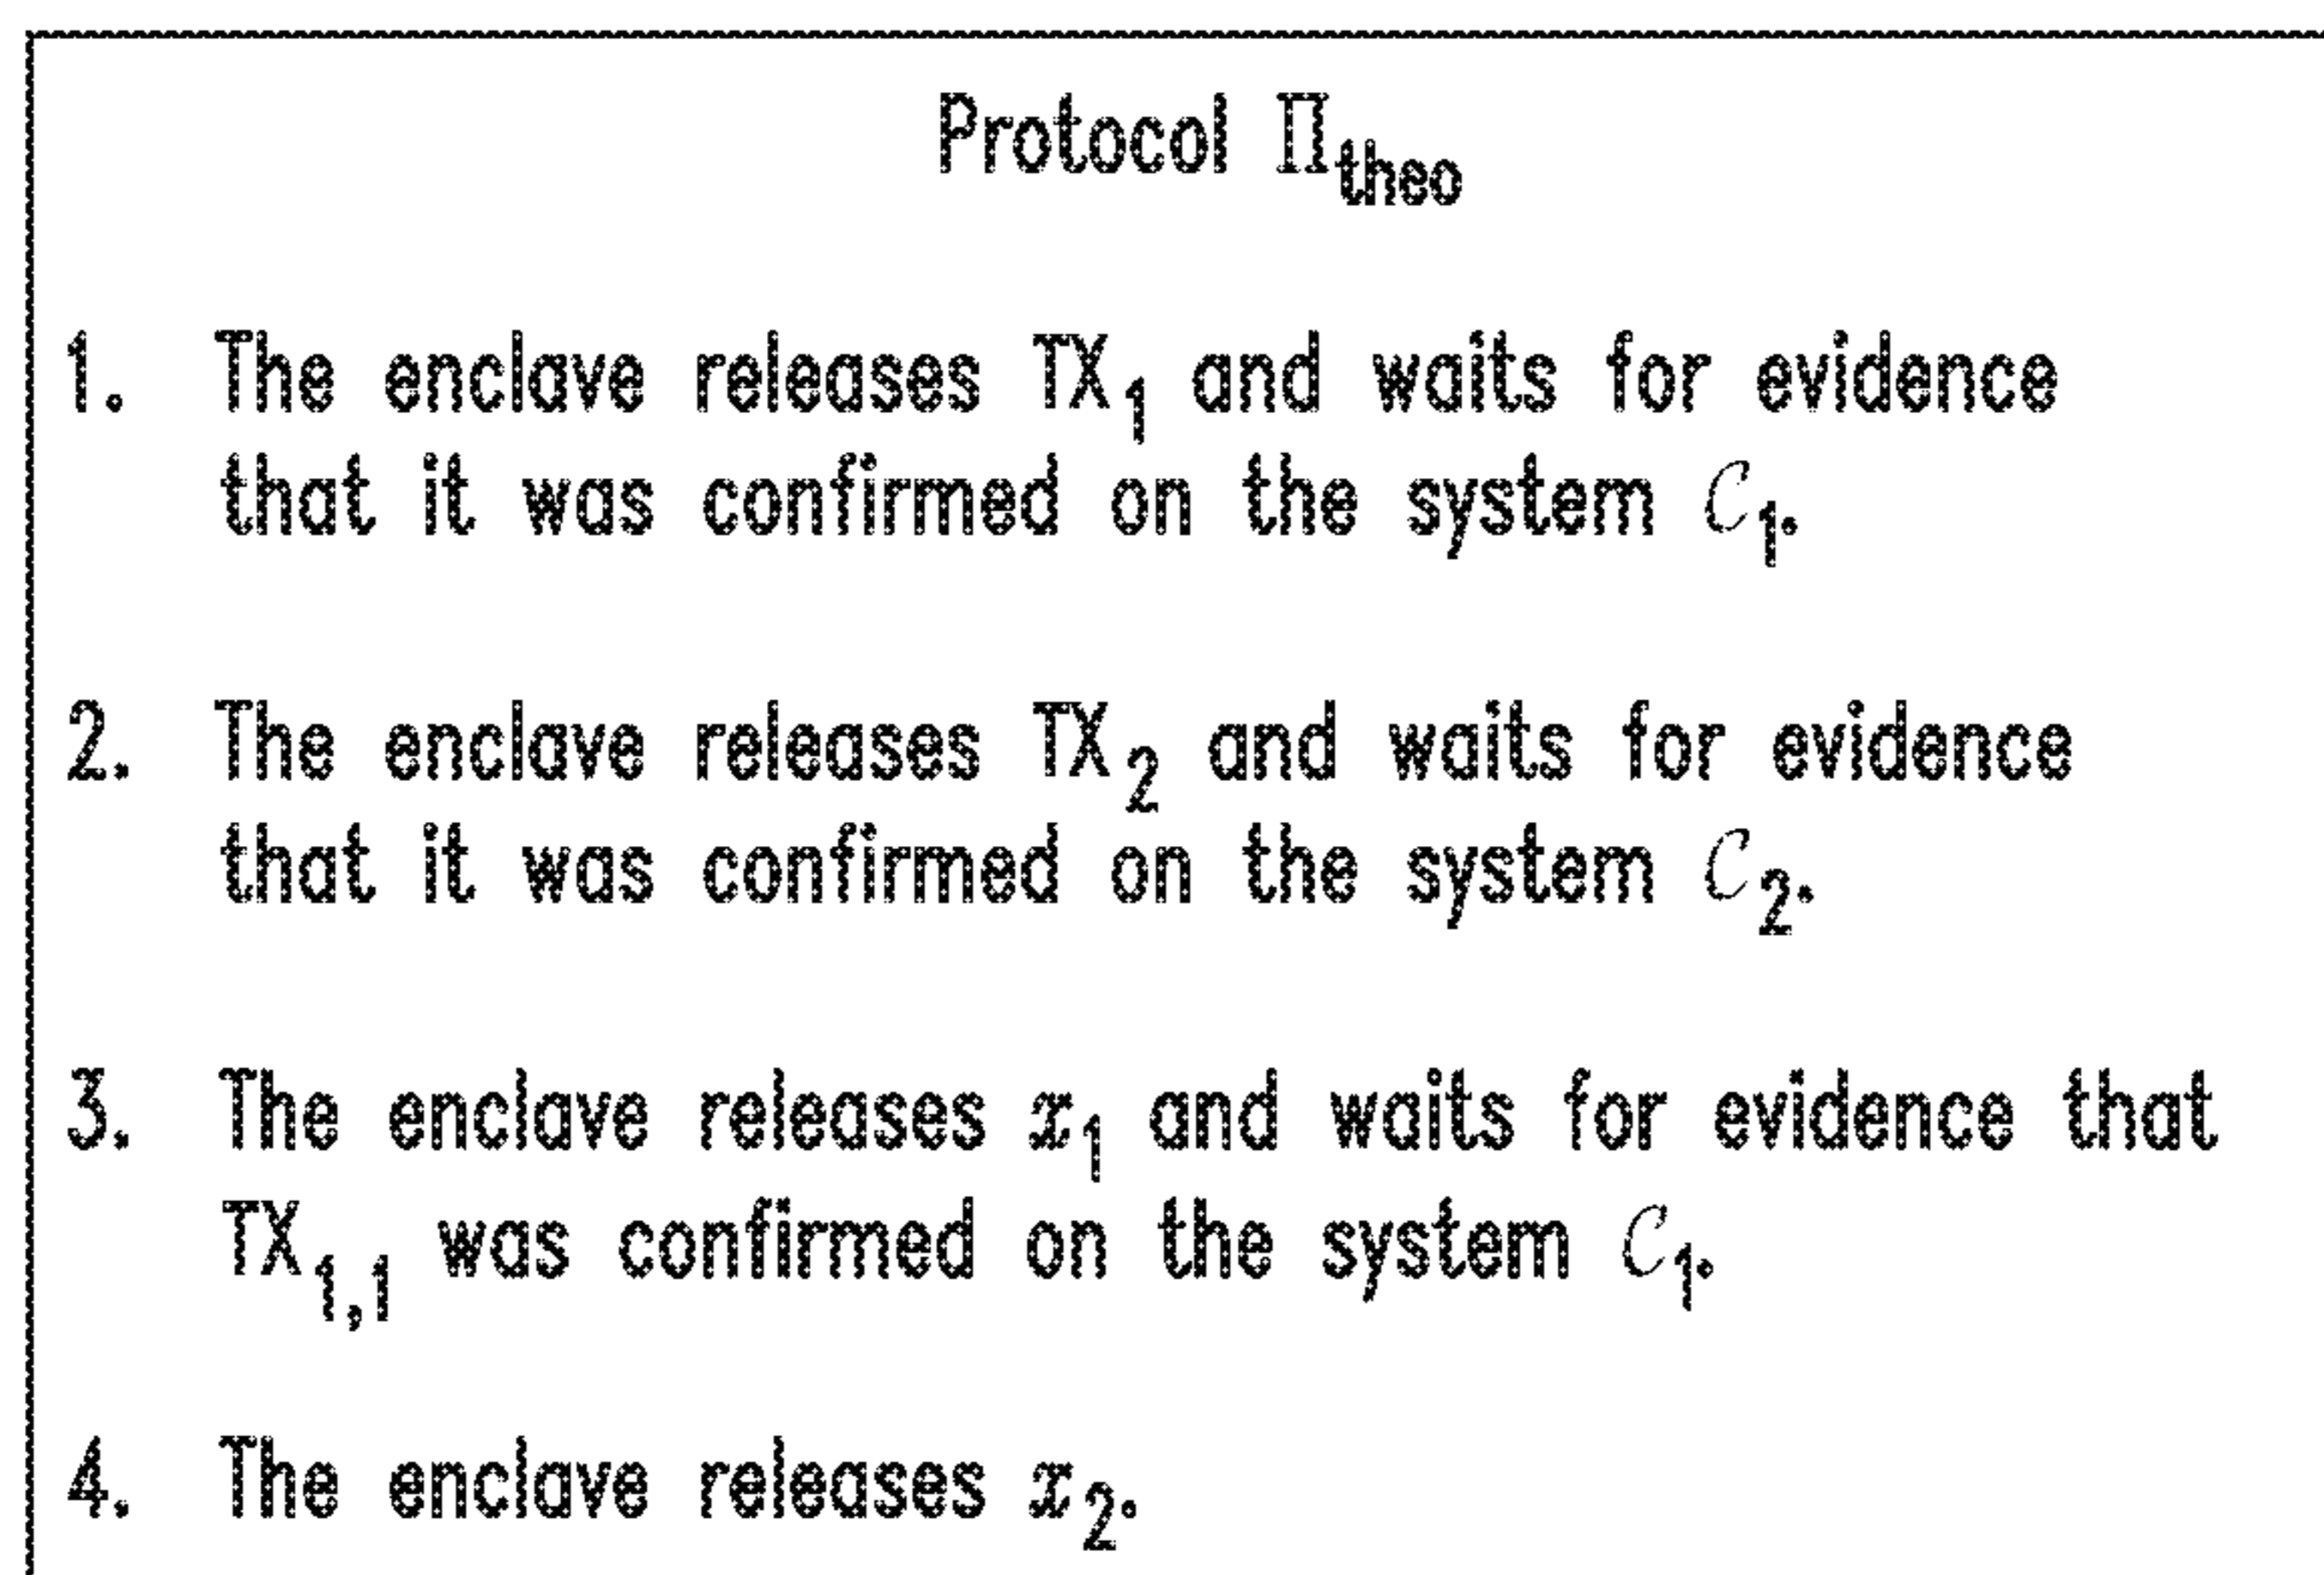 Protocol Π_theo
1. The enclave releases TX_1 and waits for evidence
that it was confirmed on the system 𝒞_1.
2. The enclave releases TX_2 and waits for evidence
that it was confirmed on the system 𝒞_2.
3. The enclave releases x_1 and waits for evidence that
TX_1,1 was confirmed on the system 𝒞_1.
4. The enclave releases x_2.